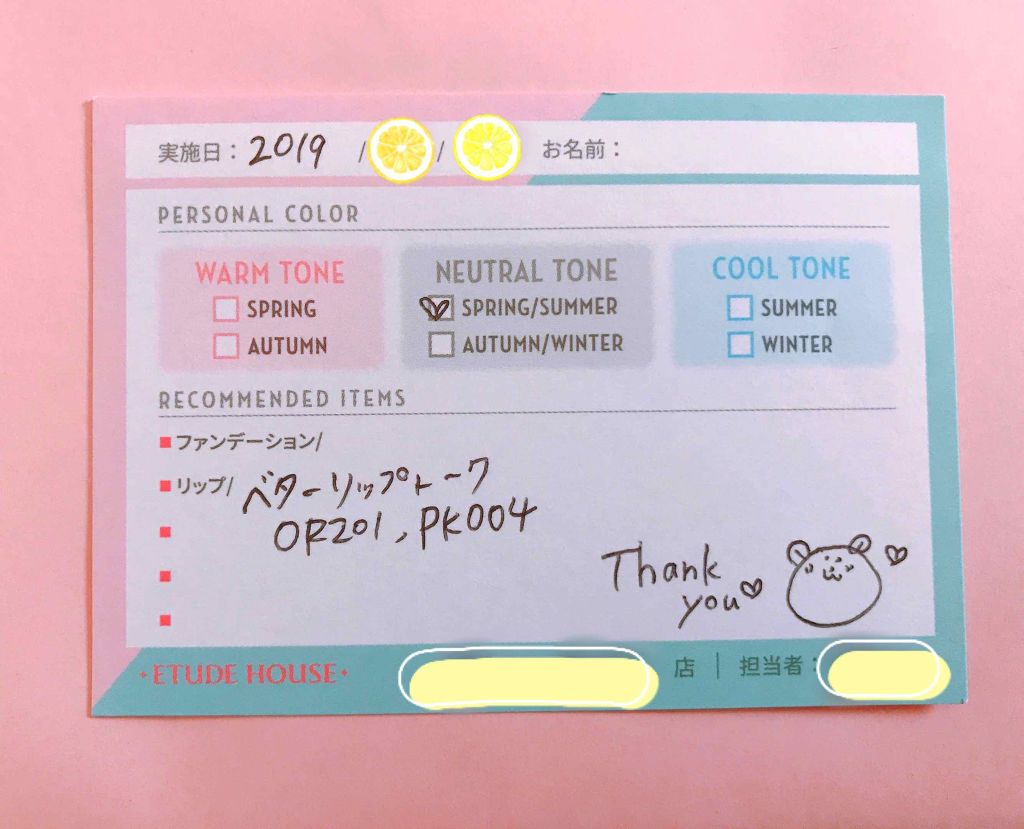 実施日： 2019 / / お名前：
PERSONAL COLOR
WARM TONE
SPRING
AUTUMN
NEUTRAL TONE
SPRING/SUMMER
AUTUMN/WINTER
COOL TONE
SUMMER
WINTER
RECOMMENDED ITEMS
ファンデーション/
リップ/ ベターリップトーク
OR201, PK004
Thank
you
・ETUDE HOUSE・ 店 | 担当者：